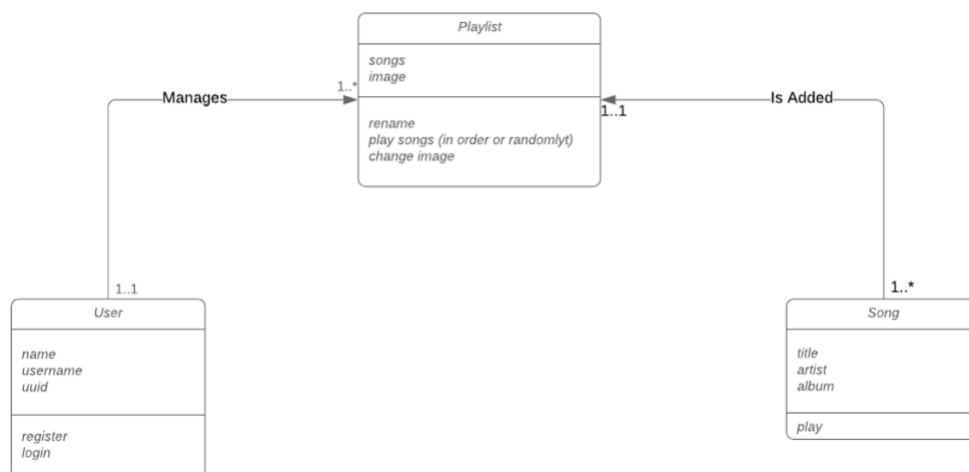 Playlist
songs
image
1..*
Manages
Is Added
1..1
rename
play songs (in order or randomlyt)
change image
1..1
1..*
User
Song
name
username
uuid
title
artist
album
register
login
play